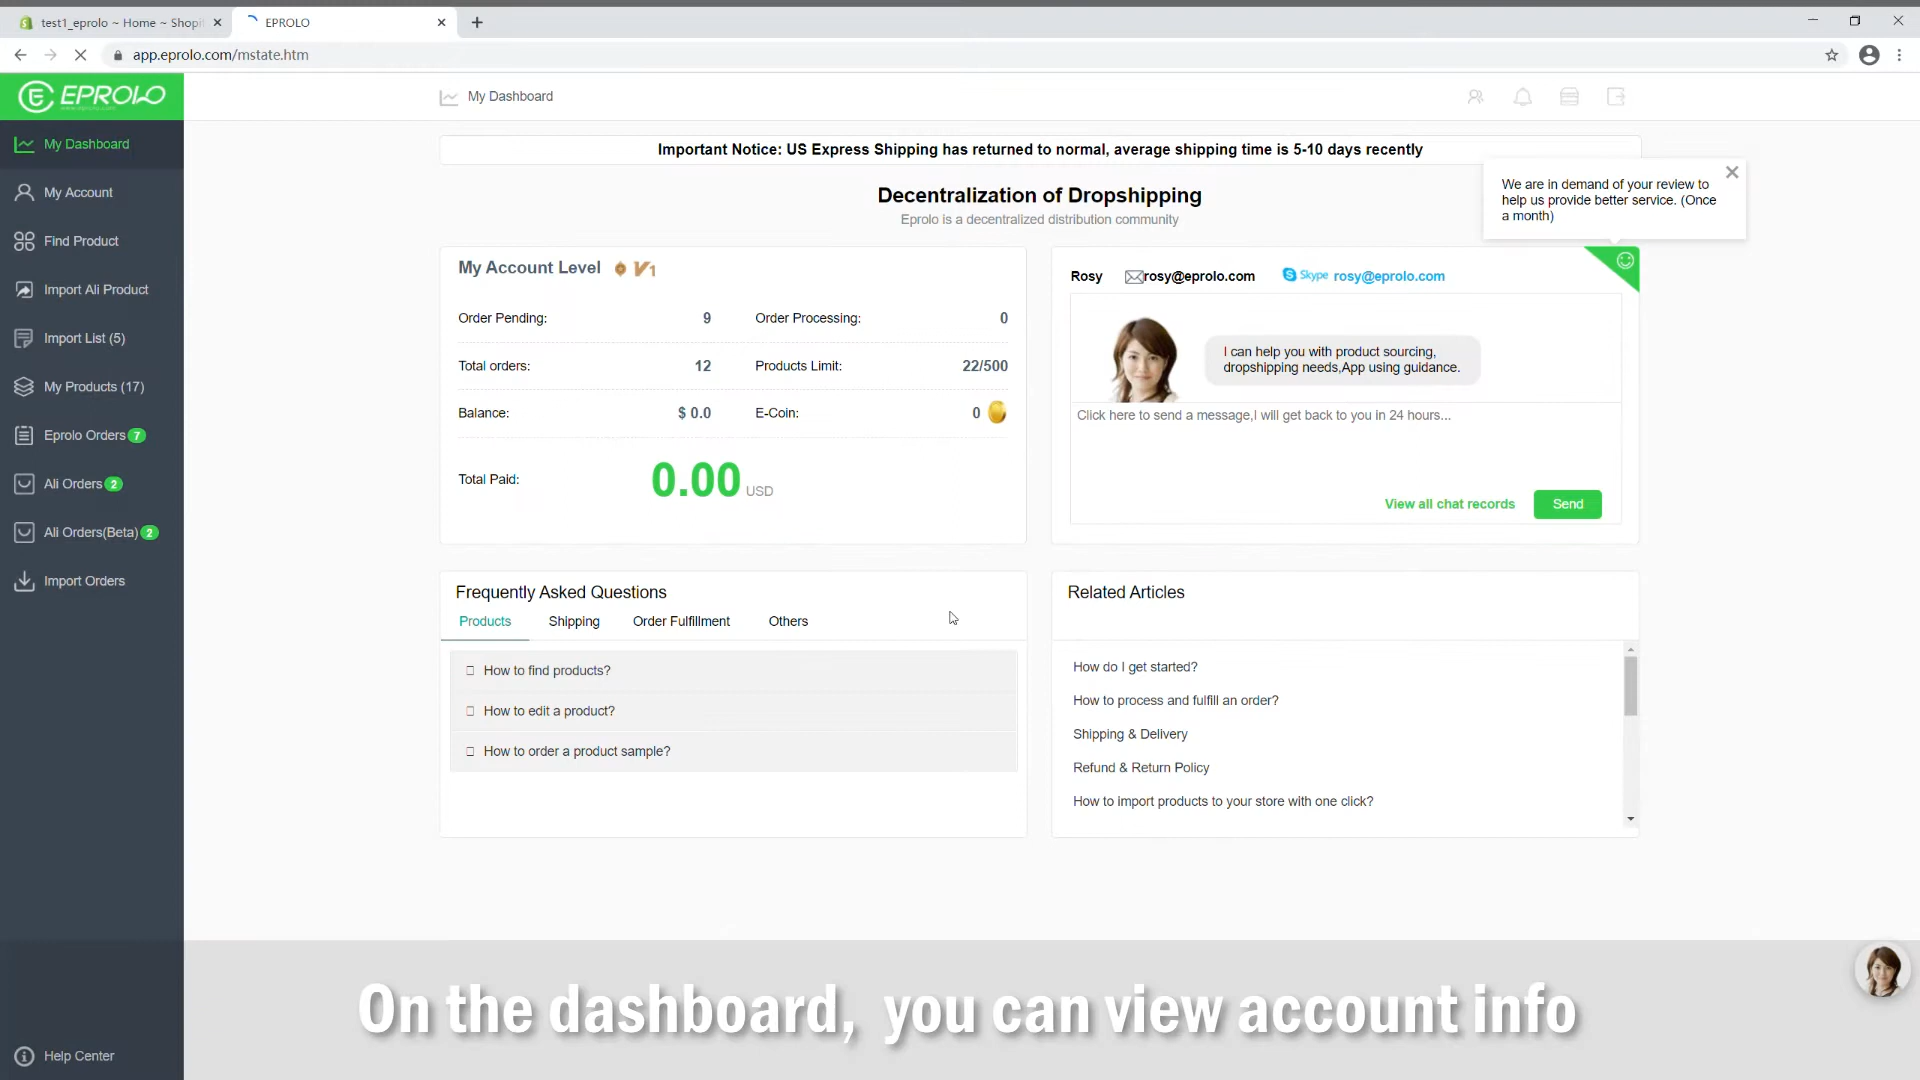 test1_eprolo ~ Home ~ Shopi
EPROLO
app.eprolo.com/mstate.htm
EPROLO
My Dashboard
My Dashboard
My Account
Find Product
Import Ali Product
Import List (5)
My Products (17)
Eprolo Orders 7
Ali Orders 2
Ali Orders(Beta) 2
Import Orders
Help Center
Important Notice: US Express Shipping has returned to normal, average shipping time is 5-10 days recently
Decentralization of Dropshipping
Eprolo is a decentralized distribution community
We are in demand of your review to
help us provide better service. (Once
a month)
My Account Level V1
Order Pending: 9 Order Processing: 0
Total orders: 12 Products Limit: 22/500
Balance: $ 0.0 E-Coin: 0
Total Paid: 0.00 USD
Rosy rosy@eprolo.com Skype rosy@eprolo.com
I can help you with product sourcing,
dropshipping needs,App using guidance.
Click here to send a message,I will get back to you in 24 hours...
View all chat records Send
Frequently Asked Questions
Products Shipping Order Fulfillment Others
How to find products?
How to edit a product?
How to order a product sample?
Related Articles
How do I get started?
How to process and fulfill an order?
Shipping & Delivery
Refund & Return Policy
How to import products to your store with one click?
On the dashboard, you can view account info